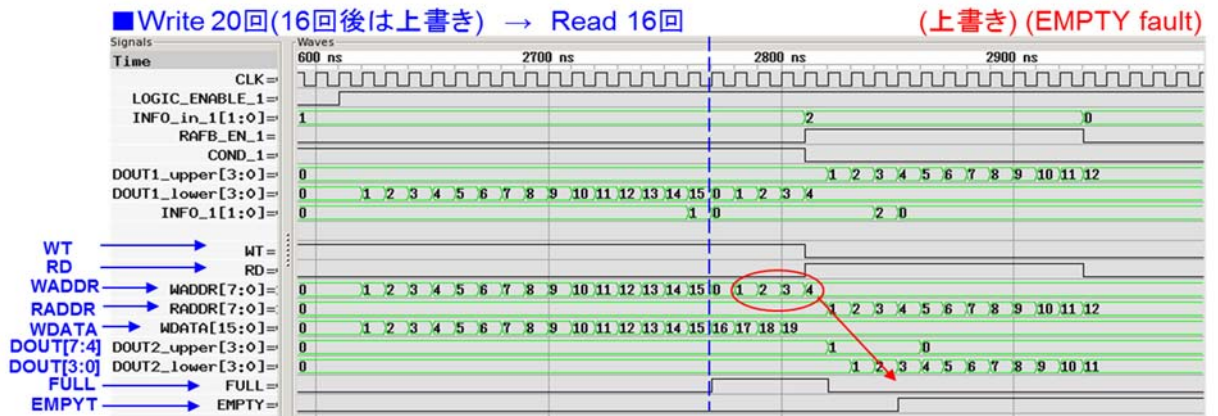 ■Write 20回(16回後は上書き) → Read 16回 (上書き) (EMPTY fault)
Signals Waves
Time 600 ns 2700 ns 2800 ns 2900 ns
CLK=
LOGIC_ENABLE_1=
INFO_in_1[1:0]= 1 2 0
RAFB_EN_1=
COND_1=
DOUT1_upper[3:0]= 0 1 2 3 4 5 6 7 8 9 10 11 12
DOUT1_lower[3:0]= 0 1 2 3 4 5 6 7 8 9 10 11 12 13 14 15 0 1 2 3 4
INFO_1[1:0]= 0 1 0 2 0
WT WT=
RD RD=
WADDR WADDR[7:0]= 0 1 2 3 4 5 6 7 8 9 10 11 12 13 14 15 0 1 2 3 4
RADDR RADDR[7:0]= 0 1 2 3 4 5 6 7 8 9 10 11 12
WDATA WDATA[15:0]= 0 1 2 3 4 5 6 7 8 9 10 11 12 13 14 15 16 17 18 19
DOUT[7:4] DOUT2_upper[3:0]= 0 1 0
DOUT[3:0] DOUT2_lower[3:0]= 0 1 2 3 4 5 6 7 8 9 10 11
FULL FULL=
EMPYT EMPTY=